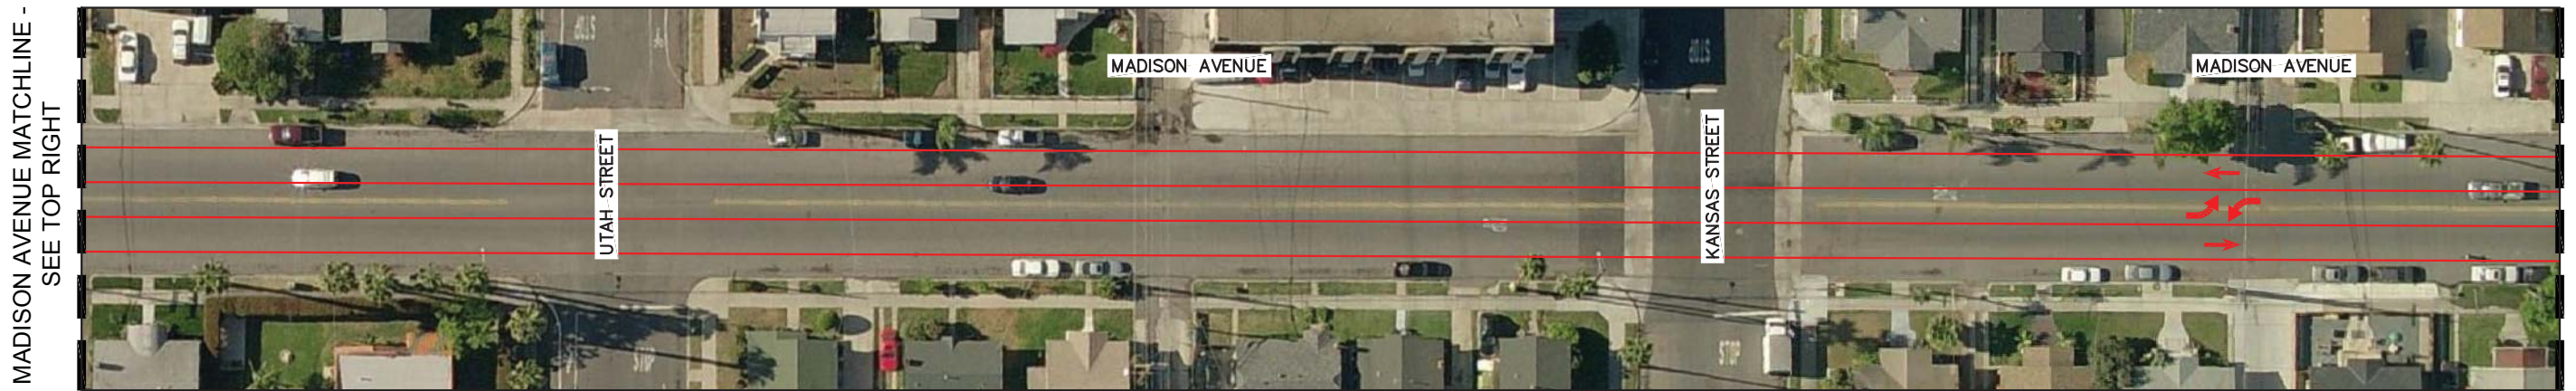 MADISON AVENUE MATCHLINE -
SEE TOP RIGHT
STOP
MADISON AVENUE
STOP
MADISON AVENUE
UTAH STREET
KANSAS STREET
STOP
STOP